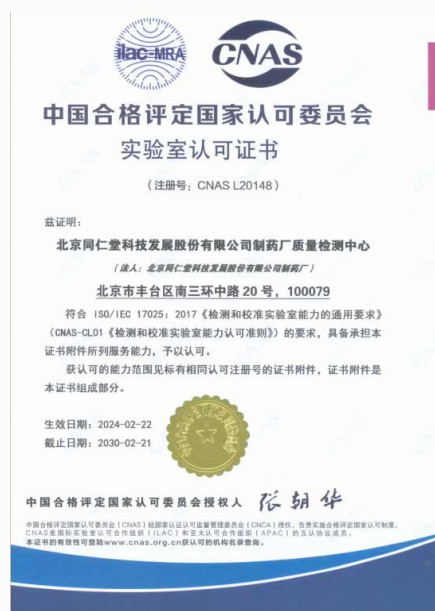 ilac-MRA
CNAS
中国合格评定国家认可委员会
实验室认可证书
（注册号：CNAS L20148）
兹证明：
北京同仁堂科技发展股份有限公司制药厂质量检测中心
（法人：北京同仁堂科技发展股份有限公司制药厂）
北京市丰台区南三环中路 20 号，100079
符合 ISO/IEC 17025：2017《检测和校准实验室能力的通用要求》
（CNAS-CL01《检测和校准实验室能力认可准则》）的要求，具备承担本
证书附件所列服务能力，予以认可。
获认可的能力范围见标有相同认可注册号的证书附件，证书附件是
本证书组成部分。
生效日期：2024-02-22
截止日期：2030-02-21
中国合格评定国家认可委员会授权人 张朝华
中国合格评定国家认可委员会（CNAS）经国家认证认可监督管理委员会（CNCA）授权，负责实施合格评定国家认可制度。
CNAS是国际实验室认可合作组织（ILAC）和亚太认可合作组织（APAC）的互认协议成员。
本证书的有效性可登陆www.cnas.org.cn获认可的机构名录查询。